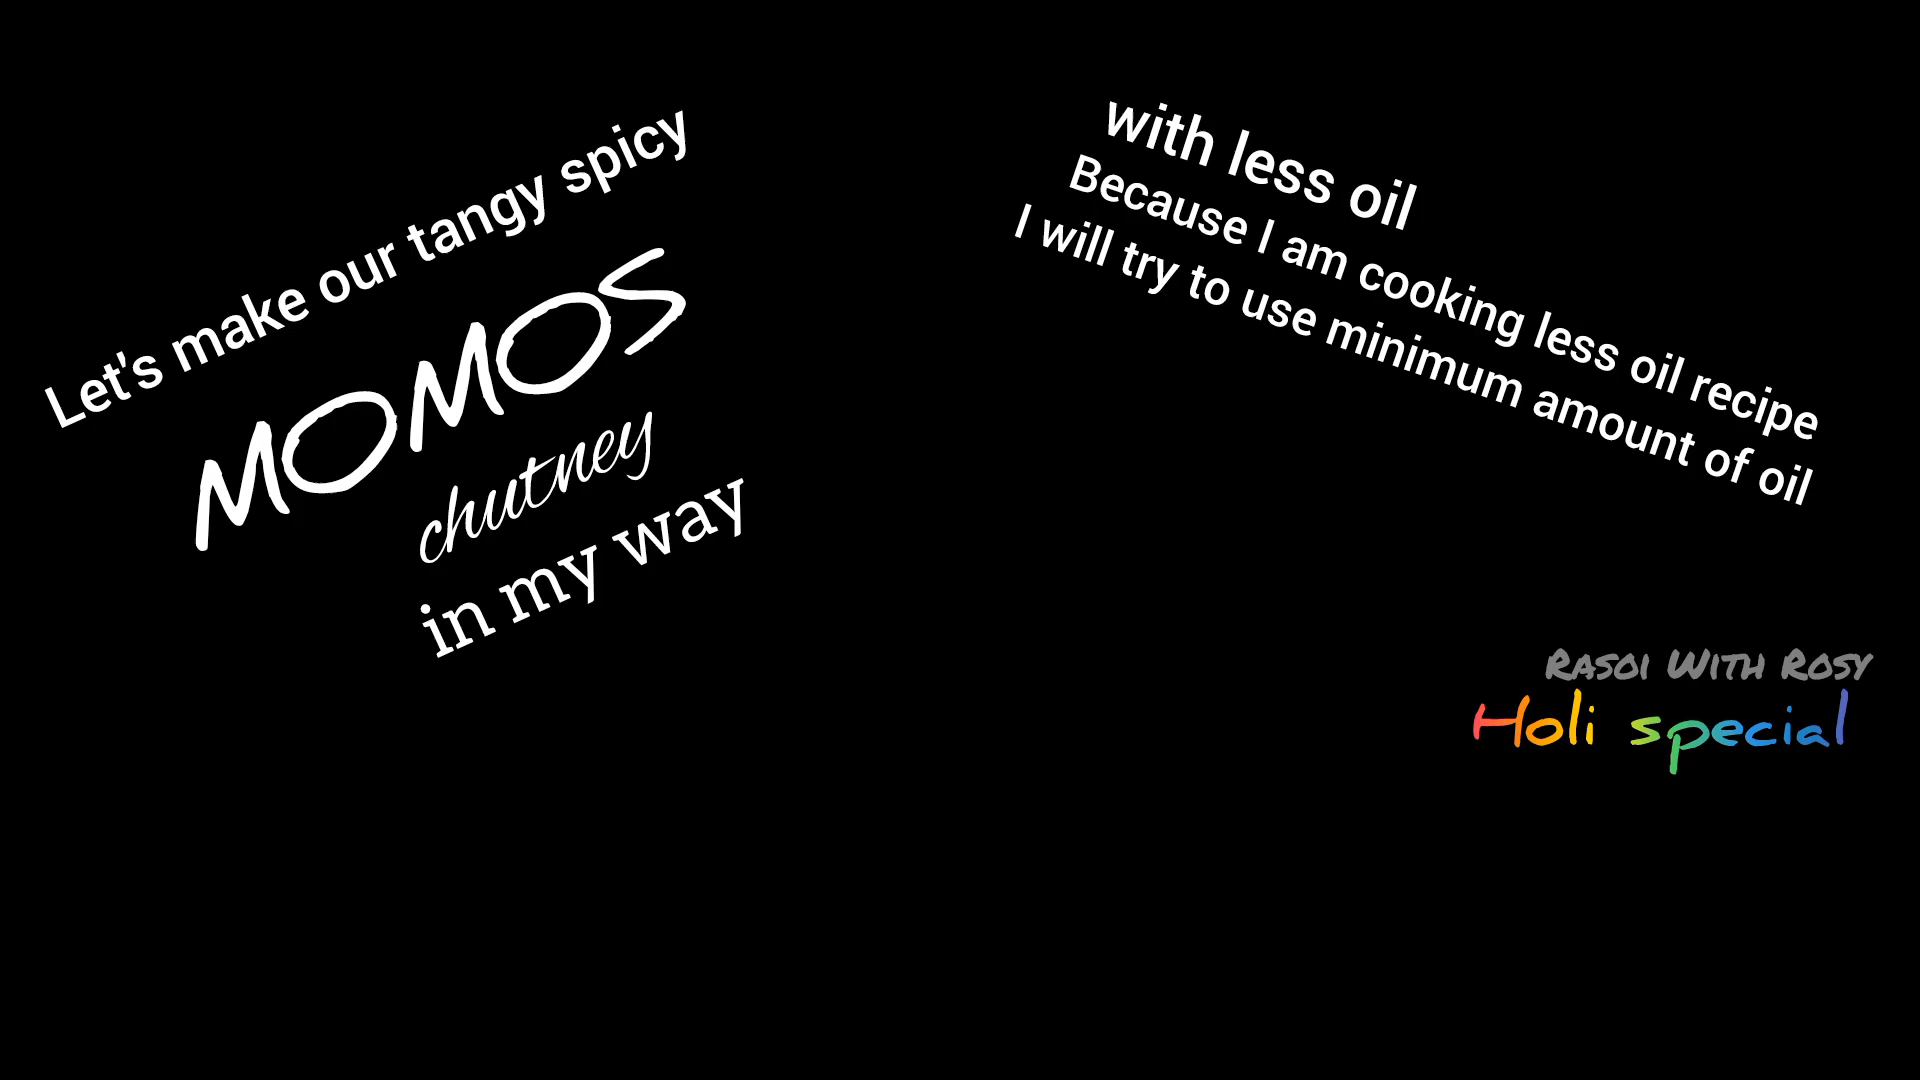 Let's make our tangy spicy
MOMOS
chutney
in my way
with less oil
Because I am cooking less oil recipe
I will try to use minimum amount of oil
Rasoi With Rosy
Holi special